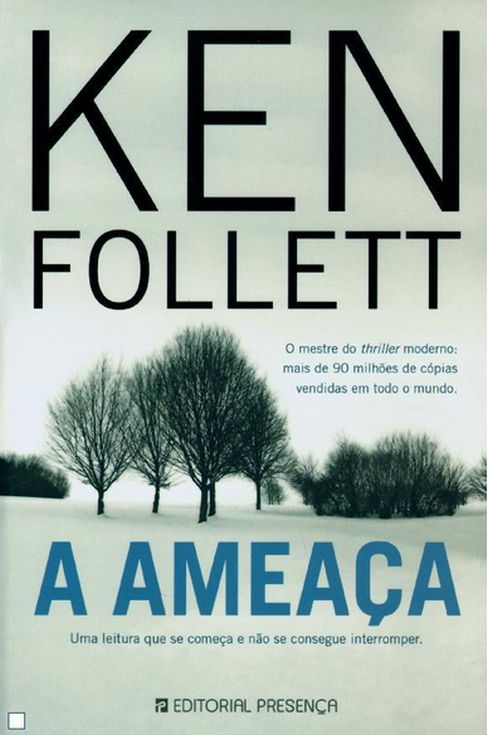 KEN
FOLLETT
O mestre do thriller moderno:
mais de 90 milhões de cópias
vendidas em todo o mundo.
A AMEAÇA
Uma leitura que se começa e não se consegue interromper.
EDITORIAL PRESENÇA